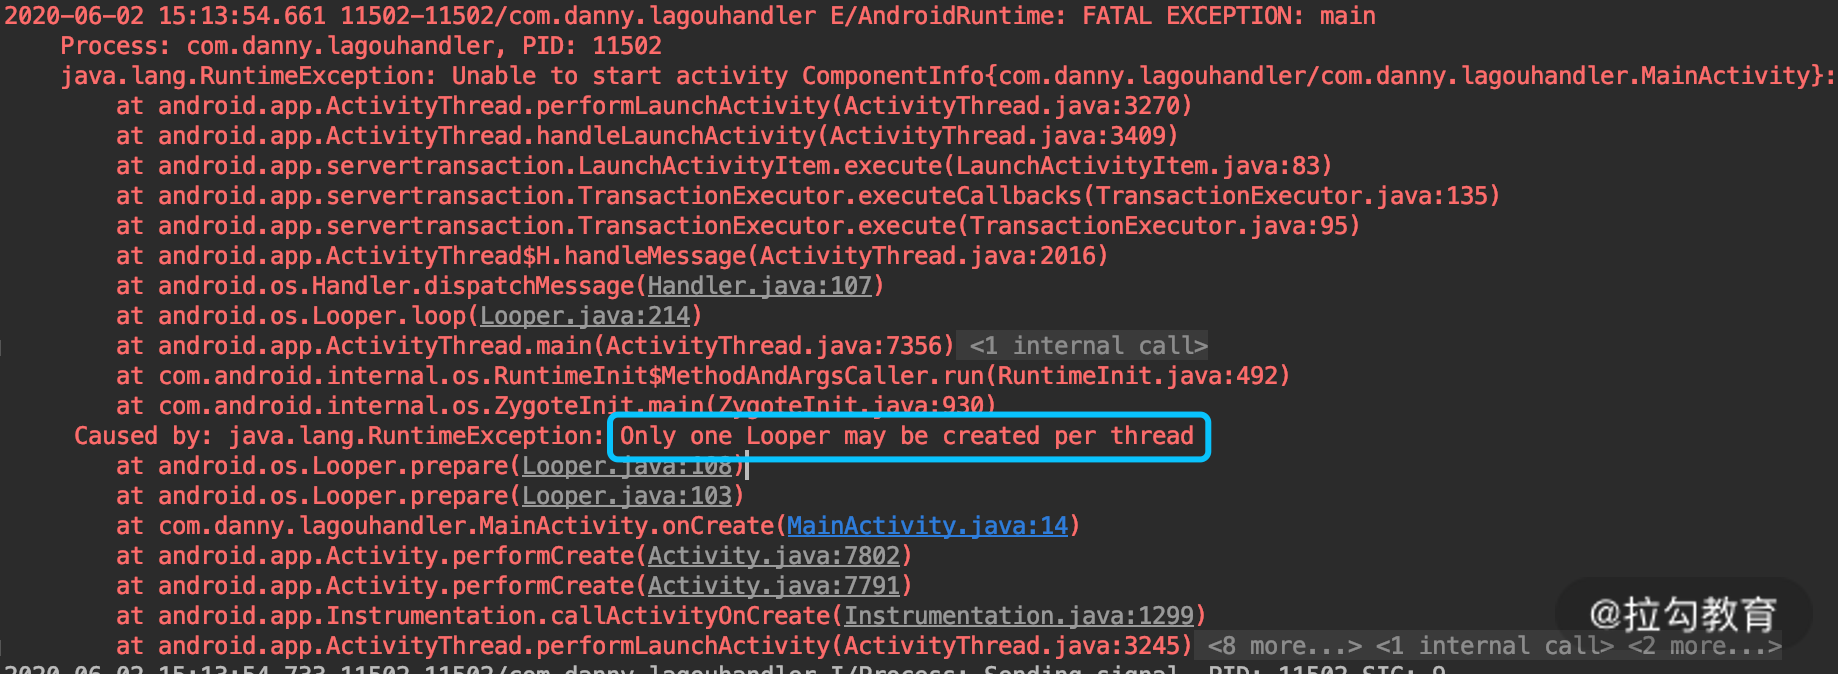 2020-06-02 15:13:54.661 11502-11502/com.danny.lagouhandler E/AndroidRuntime: FATAL EXCEPTION: main
Process: com.danny.lagouhandler, PID: 11502
java.lang.RuntimeException: Unable to start activity ComponentInfo{com.danny.lagouhandler/com.danny.lagouhandler.MainActivity}:
at android.app.ActivityThread.performLaunchActivity(ActivityThread.java:3270)
at android.app.ActivityThread.handleLaunchActivity(ActivityThread.java:3409)
at android.app.servertransaction.LaunchActivityItem.execute(LaunchActivityItem.java:83)
at android.app.servertransaction.TransactionExecutor.executeCallbacks(TransactionExecutor.java:135)
at android.app.servertransaction.TransactionExecutor.execute(TransactionExecutor.java:95)
at android.app.ActivityThread$H.handleMessage(ActivityThread.java:2016)
at android.os.Handler.dispatchMessage(Handler.java:107)
at android.os.Looper.loop(Looper.java:214)
at android.app.ActivityThread.main(ActivityThread.java:7356) <1 internal call>
at com.android.internal.os.RuntimeInit$MethodAndArgsCaller.run(RuntimeInit.java:492)
at com.android.internal.os.ZygoteInit.main(ZygoteInit.java:930)
Caused by: java.lang.RuntimeException: Only one Looper may be created per thread
at android.os.Looper.prepare(Looper.java:108)
at android.os.Looper.prepare(Looper.java:103)
at com.danny.lagouhandler.MainActivity.onCreate(MainActivity.java:14)
at android.app.Activity.performCreate(Activity.java:7802)
at android.app.Activity.performCreate(Activity.java:7791)
at android.app.Instrumentation.callActivityOnCreate(Instrumentation.java:1299)
at android.app.ActivityThread.performLaunchActivity(ActivityThread.java:3245) <8 more...> <1 internal call> <2 more...>
2020-06-02 15:13:54.733 11502-11502/com.danny.lagouhandler I/Process: Sending signal. PID: 11502 SIG: 9
@拉勾教育